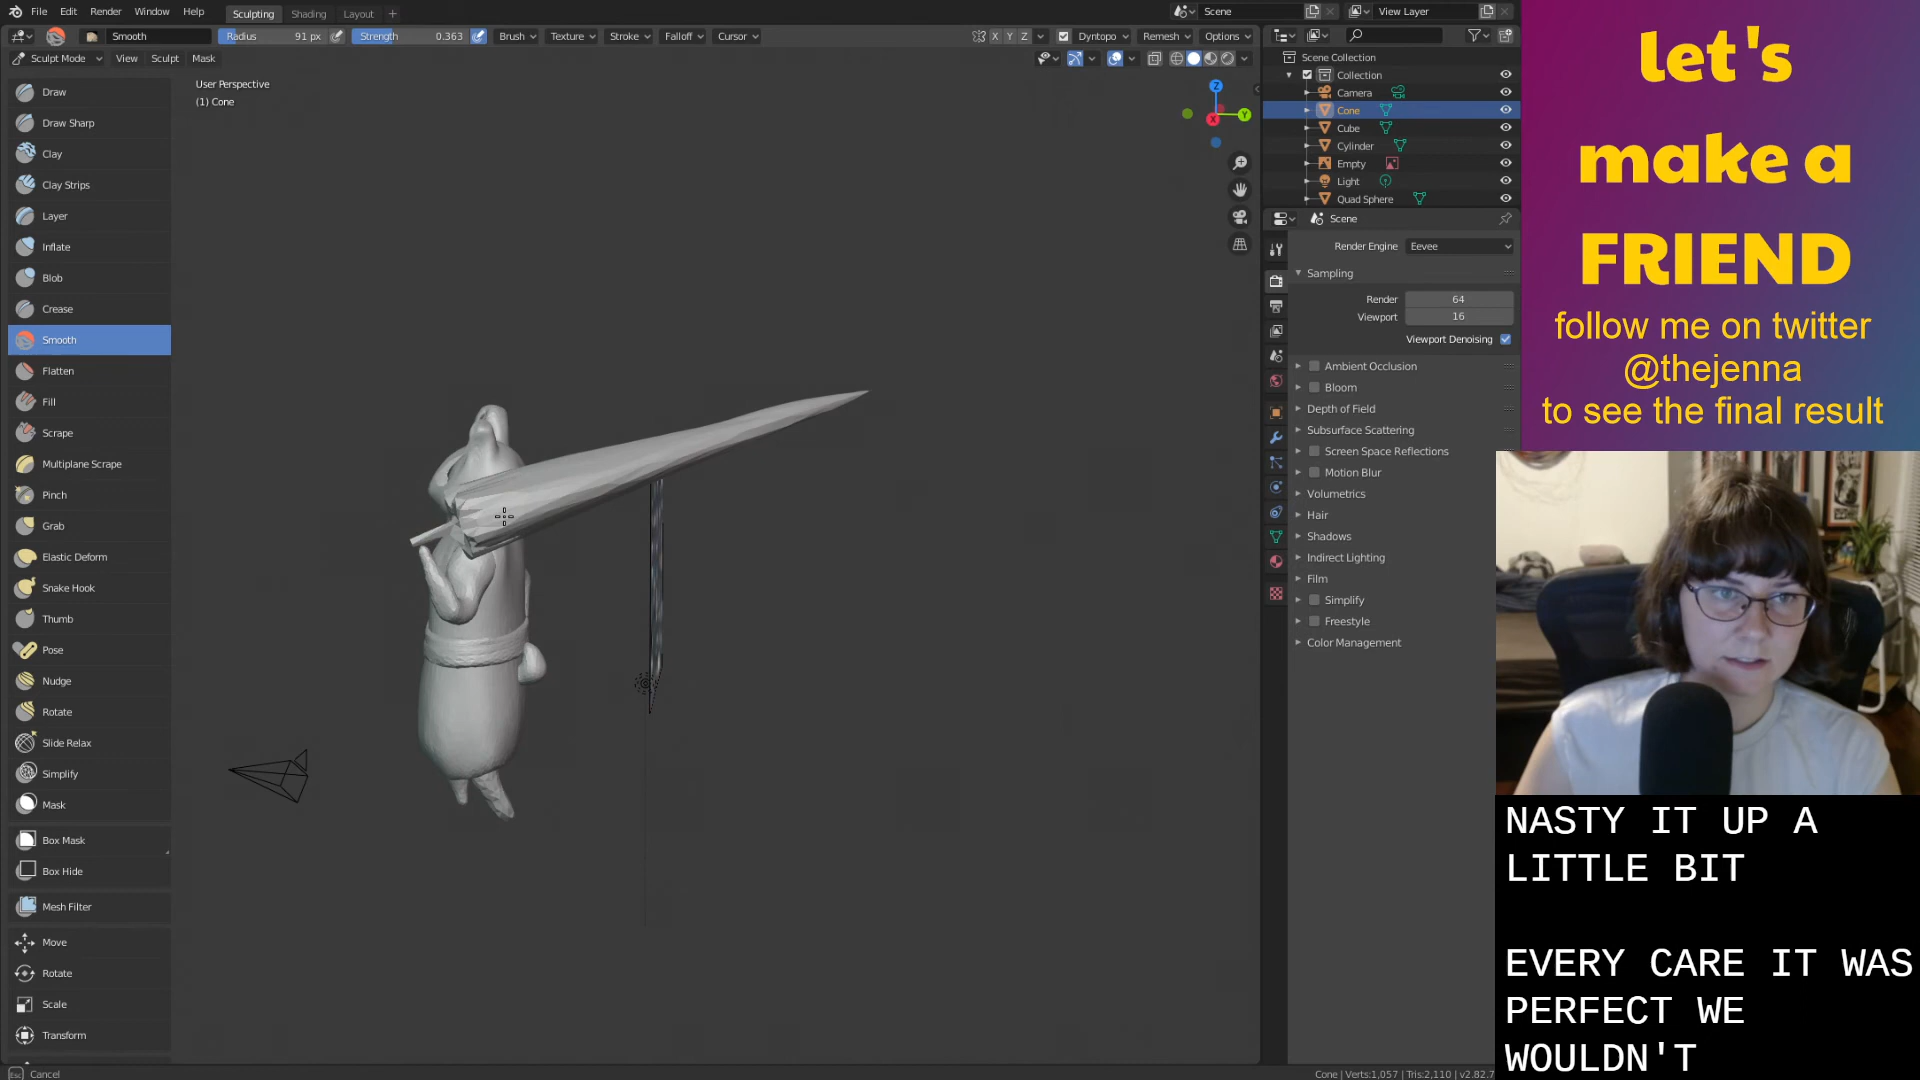 File Edit Render Window Help Sculpting Shading Layout + Scene View Layer
Smooth Radius 91 px Strength 0.363 Brush Texture Stroke Falloff Cursor X Y Z Dyntopo Remesh Options
Sculpt Mode View Sculpt Mask
User Perspective
(1) Cone
Draw
Draw Sharp
Clay
Clay Strips
Layer
Inflate
Blob
Crease
Smooth
Flatten
Fill
Scrape
Multiplane Scrape
Pinch
Grab
Elastic Deform
Snake Hook
Thumb
Pose
Nudge
Rotate
Slide Relax
Simplify
Mask
Box Mask
Box Hide
Mesh Filter
Move
Rotate
Scale
Transform
Cancel
Z
Y
X
Scene Collection
Collection
Camera
Cone
Cube
Cylinder
Empty
Light
Quad Sphere
Scene
Render Engine Eevee
Sampling
Render 64
Viewport 16
Viewport Denoising
Ambient Occlusion
Bloom
Depth of Field
Subsurface Scattering
Screen Space Reflections
Motion Blur
Volumetrics
Hair
Shadows
Indirect Lighting
Film
Simplify
Freestyle
Color Management
Cone | Verts:1,057 | Tris:2,110 | v2.82.7
let's
make a
FRIEND
follow me on twitter
@thejenna
to see the final result
NASTY IT UP A
LITTLE BIT
EVERY CARE IT WAS
PERFECT WE
WOULDN'T